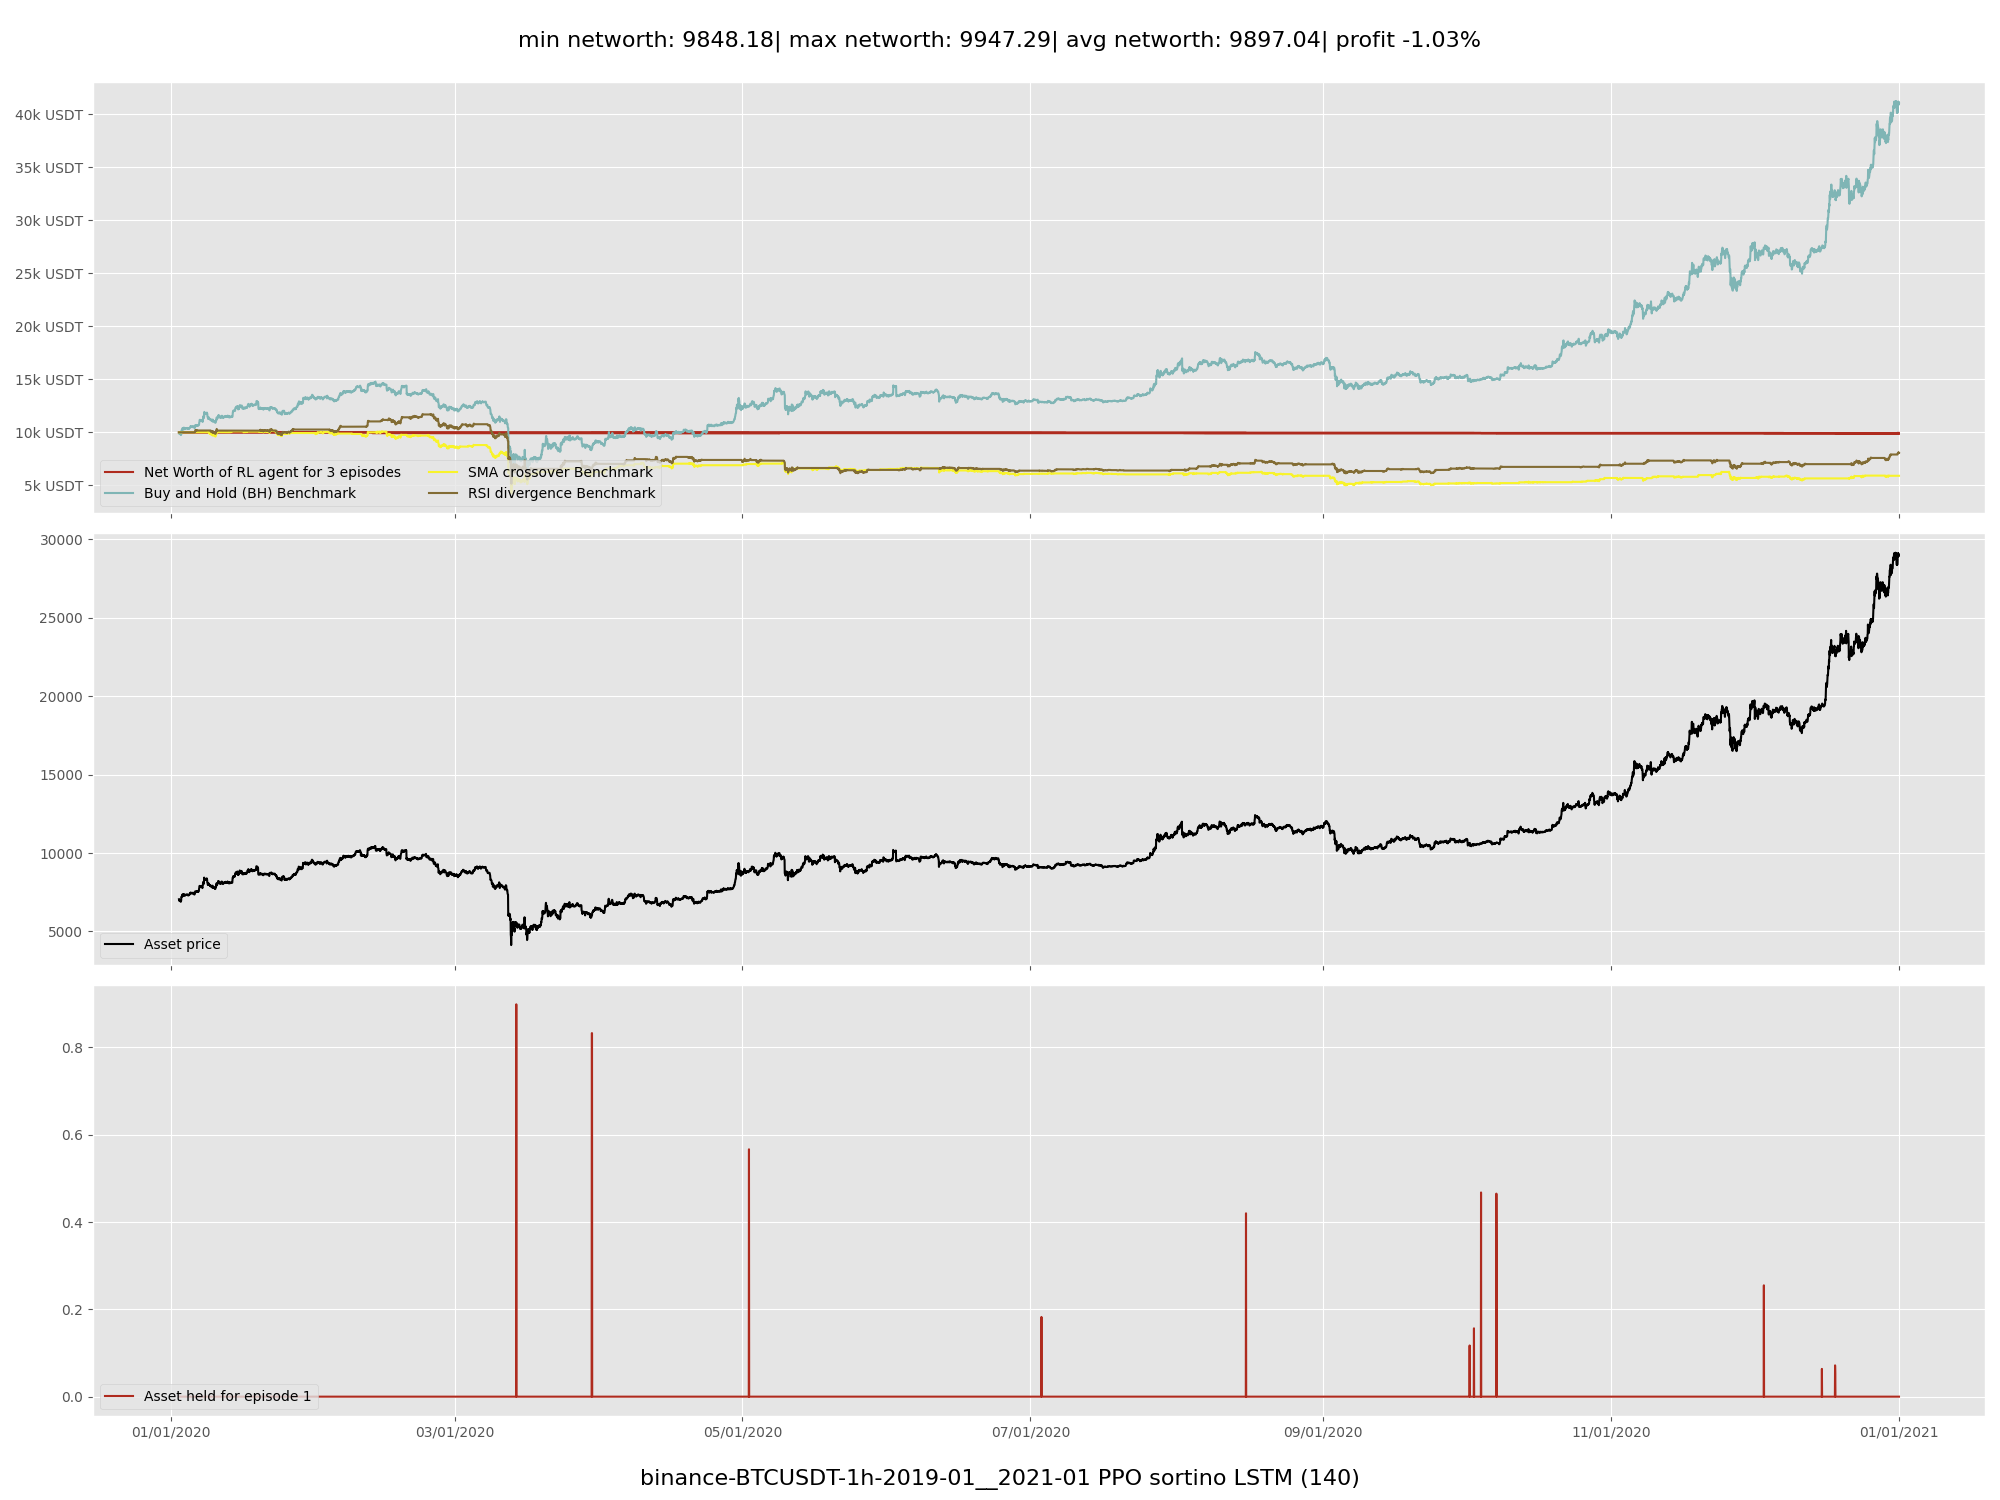 min networth: 9848.18| max networth: 9947.29| avg networth: 9897.04| profit -1.03%
40k USDT
35k USDT
30k USDT
25k USDT
20k USDT
15k USDT
10k USDT
5k USDT
Net Worth of RL agent for 3 episodes
Buy and Hold (BH) Benchmark
SMA crossover Benchmark
RSI divergence Benchmark
30000
25000
20000
15000
10000
5000
Asset price
0.8
0.6
0.4
0.2
0.0
Asset held for episode 1
01/01/2020 03/01/2020 05/01/2020 07/01/2020 09/01/2020 11/01/2020 01/01/2021
binance-BTCUSDT-1h-2019-01__2021-01 PPO sortino LSTM (140)